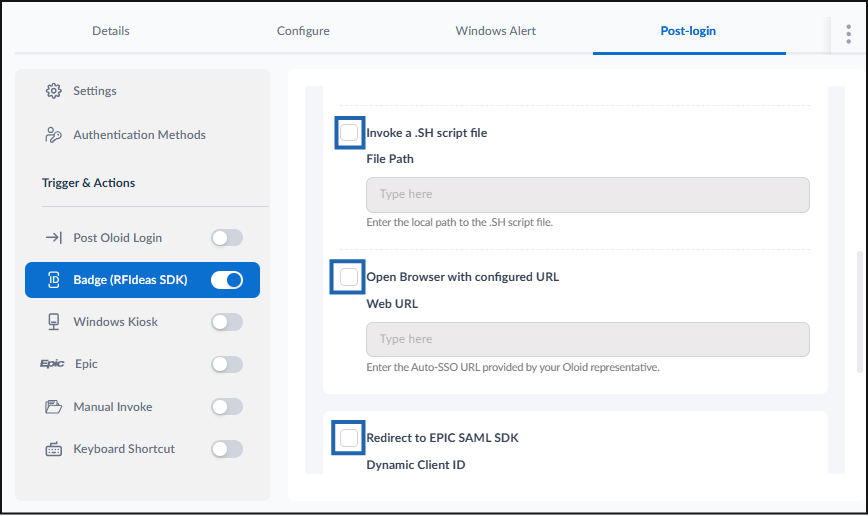 Details
Configure
Windows Alert
Post-login
Settings
Authentication Methods
Trigger & Actions
Post Oloid Login
Badge (RFIdeas SDK)
Windows Kiosk
Epic Epic
Manual Invoke
Keyboard Shortcut
Invoke a .SH script file
File Path
Type here
Enter the local path to the .SH script file.
Open Browser with configured URL
Web URL
Type here
Enter the Auto-SSO URL provided by your Oloid representative.
Redirect to EPIC SAML SDK
Dynamic Client ID